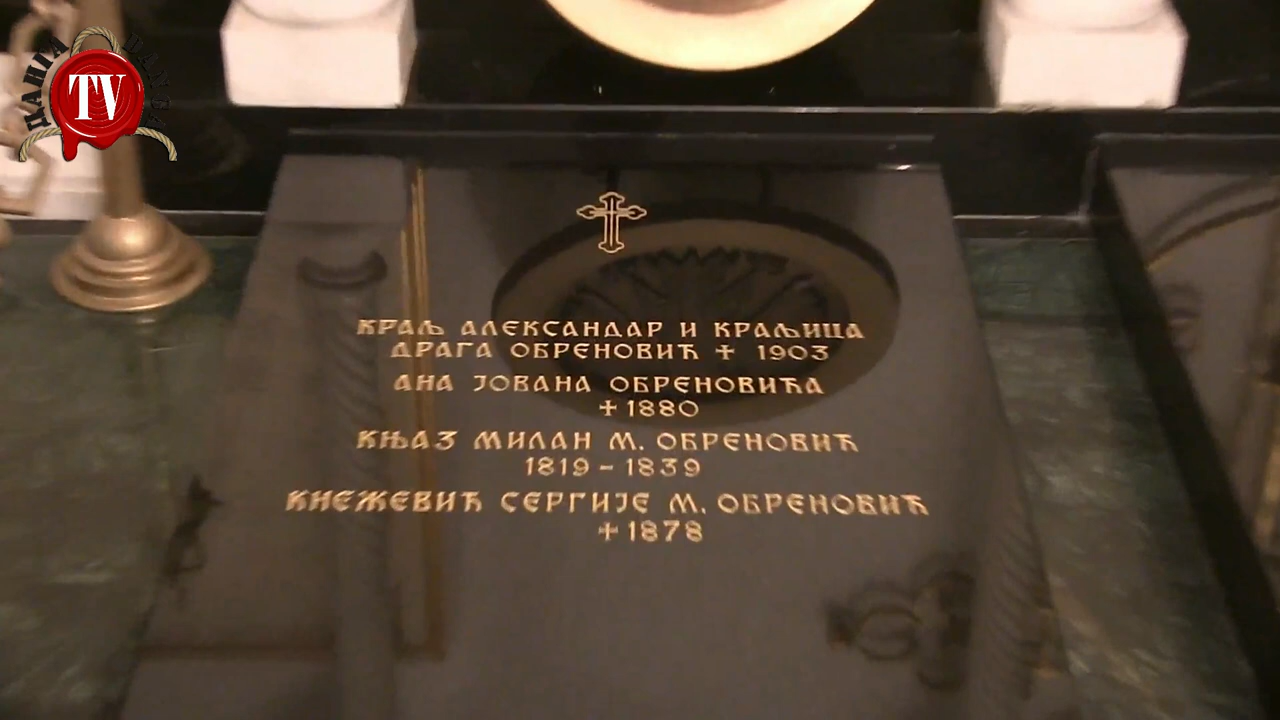 TV
КРАЉ АЛЕКСАНДАР И КРАЉИЦА
ДРАГА ОБРЕНОВИЋ + 1903
АНА ЈОВАНА ОБРЕНОВИЋА
+ 1880
КЊАЗ МИЛАН М. ОБРЕНОВИЋ
1819 - 1839
КНЕЖЕВИЋ СЕРГИЈЕ М. ОБРЕНОВИЋ
+ 1878